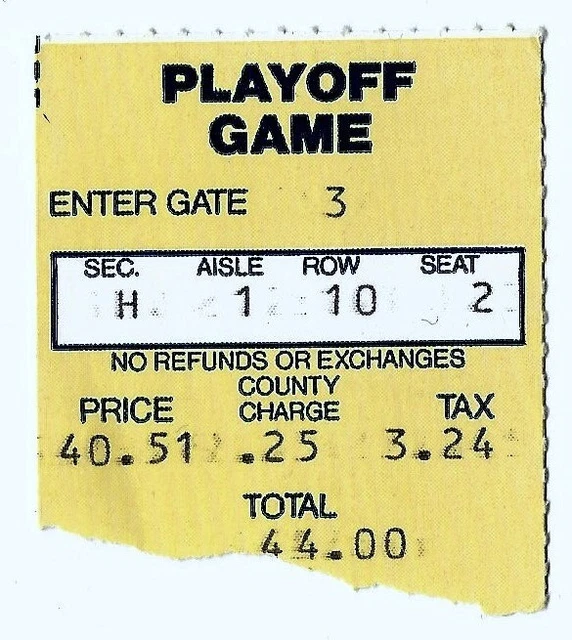 PLAYOFF
GAME
ENTER GATE 3
SEC. AISLE ROW SEAT
H 1 10 2
NO REFUNDS OR EXCHANGES
COUNTY
PRICE CHARGE TAX
40.51 .25 3.24
TOTAL
44.00